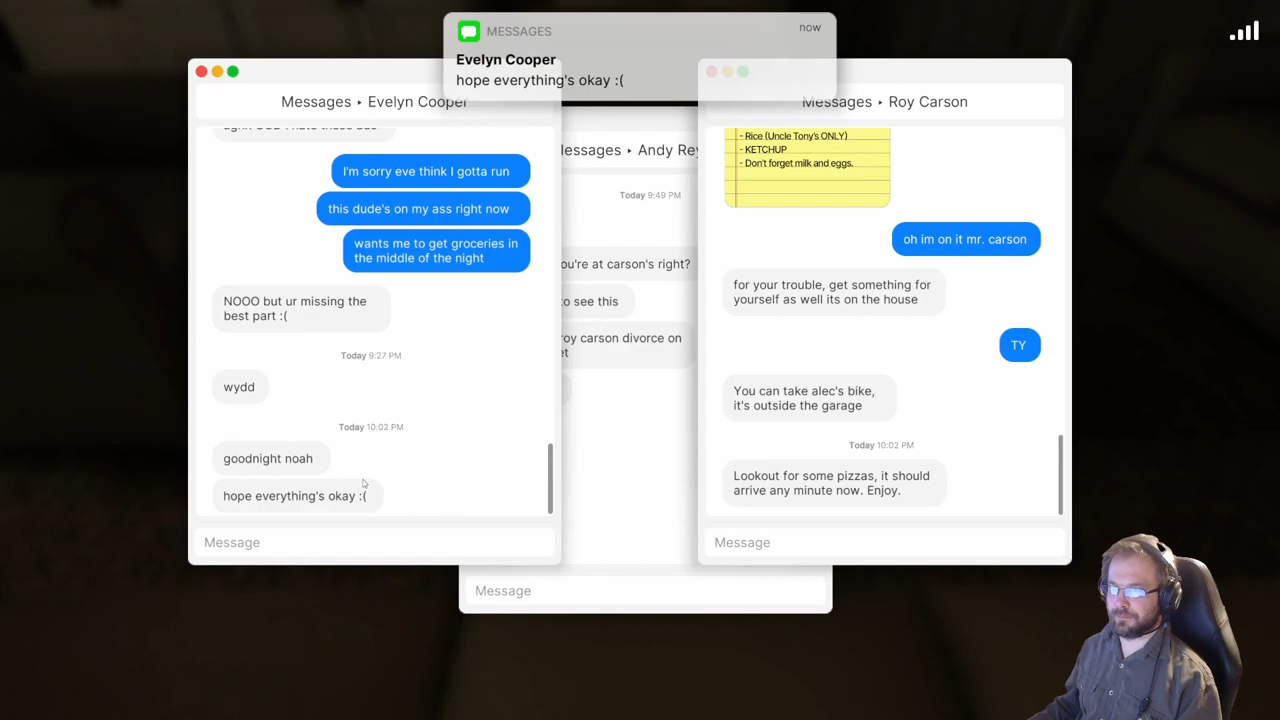 MESSAGES
now
Evelyn Cooper
hope everything's okay :(
Messages ▸ Evelyn Cooper
I'm sorry eve think I gotta run
this dude's on my ass right now
wants me to get groceries in
the middle of the night
NOOO but ur missing the
best part :(
Today 9:27 PM
wydd
Today 10:02 PM
goodnight noah
hope everything's okay :(
Message
Messages ▸ Andy Rey
Today 9:49 PM
ou're at carson's right?
to see this
roy carson divorce on
et
Message
Messages ▸ Roy Carson
- Rice (Uncle Tony's ONLY)
- KETCHUP
- Don't forget milk and eggs.
oh im on it mr. carson
for your trouble, get something for
yourself as well its on the house
TY
You can take alec's bike,
it's outside the garage
Today 10:02 PM
Lookout for some pizzas, it should
arrive any minute now. Enjoy.
Message